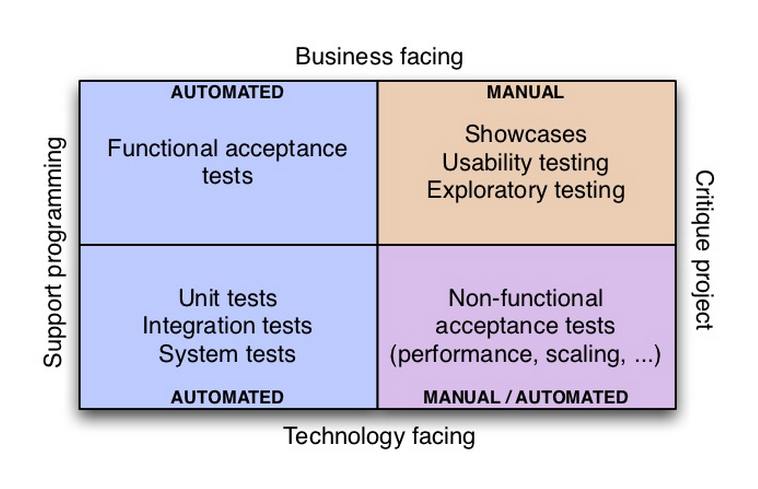 Business facing
AUTOMATED
Functional acceptance
tests
MANUAL
Showcases
Usability testing
Exploratory testing
Support programming
Critique project
Unit tests
Integration tests
System tests
AUTOMATED
Non-functional
acceptance tests
(performance, scaling, ...)
MANUAL / AUTOMATED
Technology facing